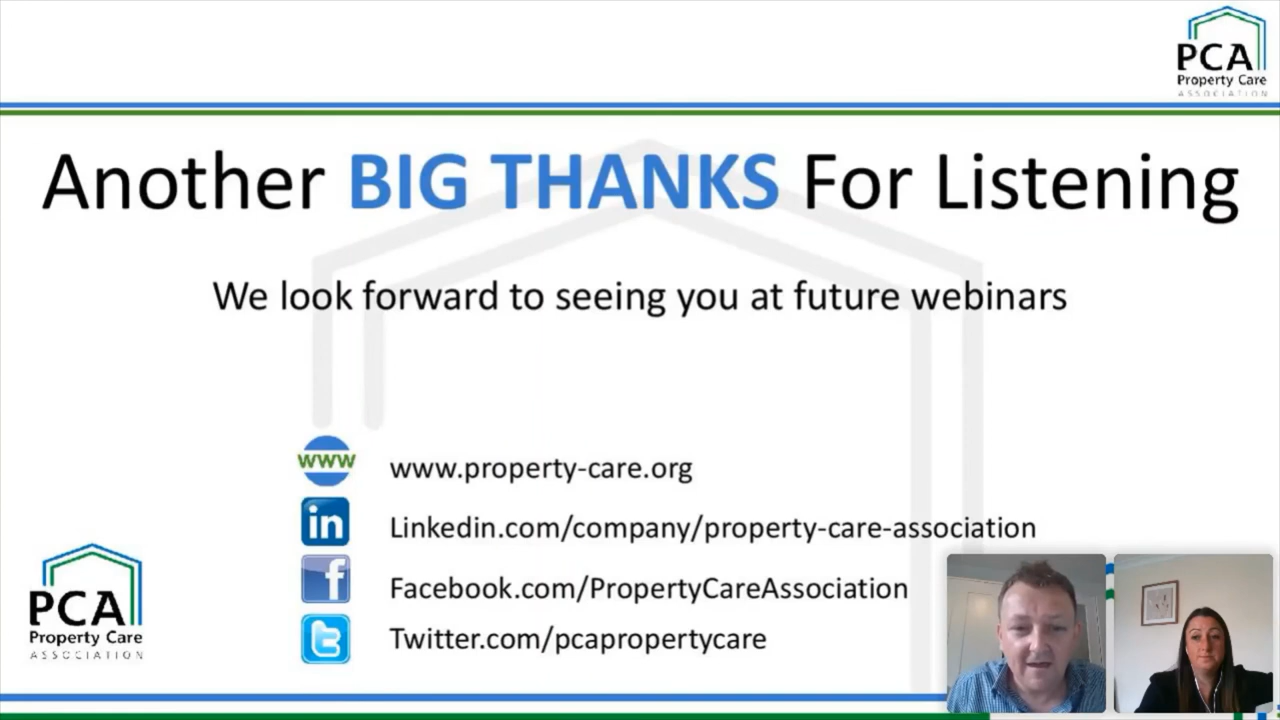 PCA
Property Care
ASSOCIATION
Another BIG THANKS For Listening
We look forward to seeing you at future webinars
www
www.property-care.org
in
Linkedin.com/company/property-care-association
f
Facebook.com/PropertyCareAssociation
t
Twitter.com/pcapropertycare
PCA
Property Care
ASSOCIATION